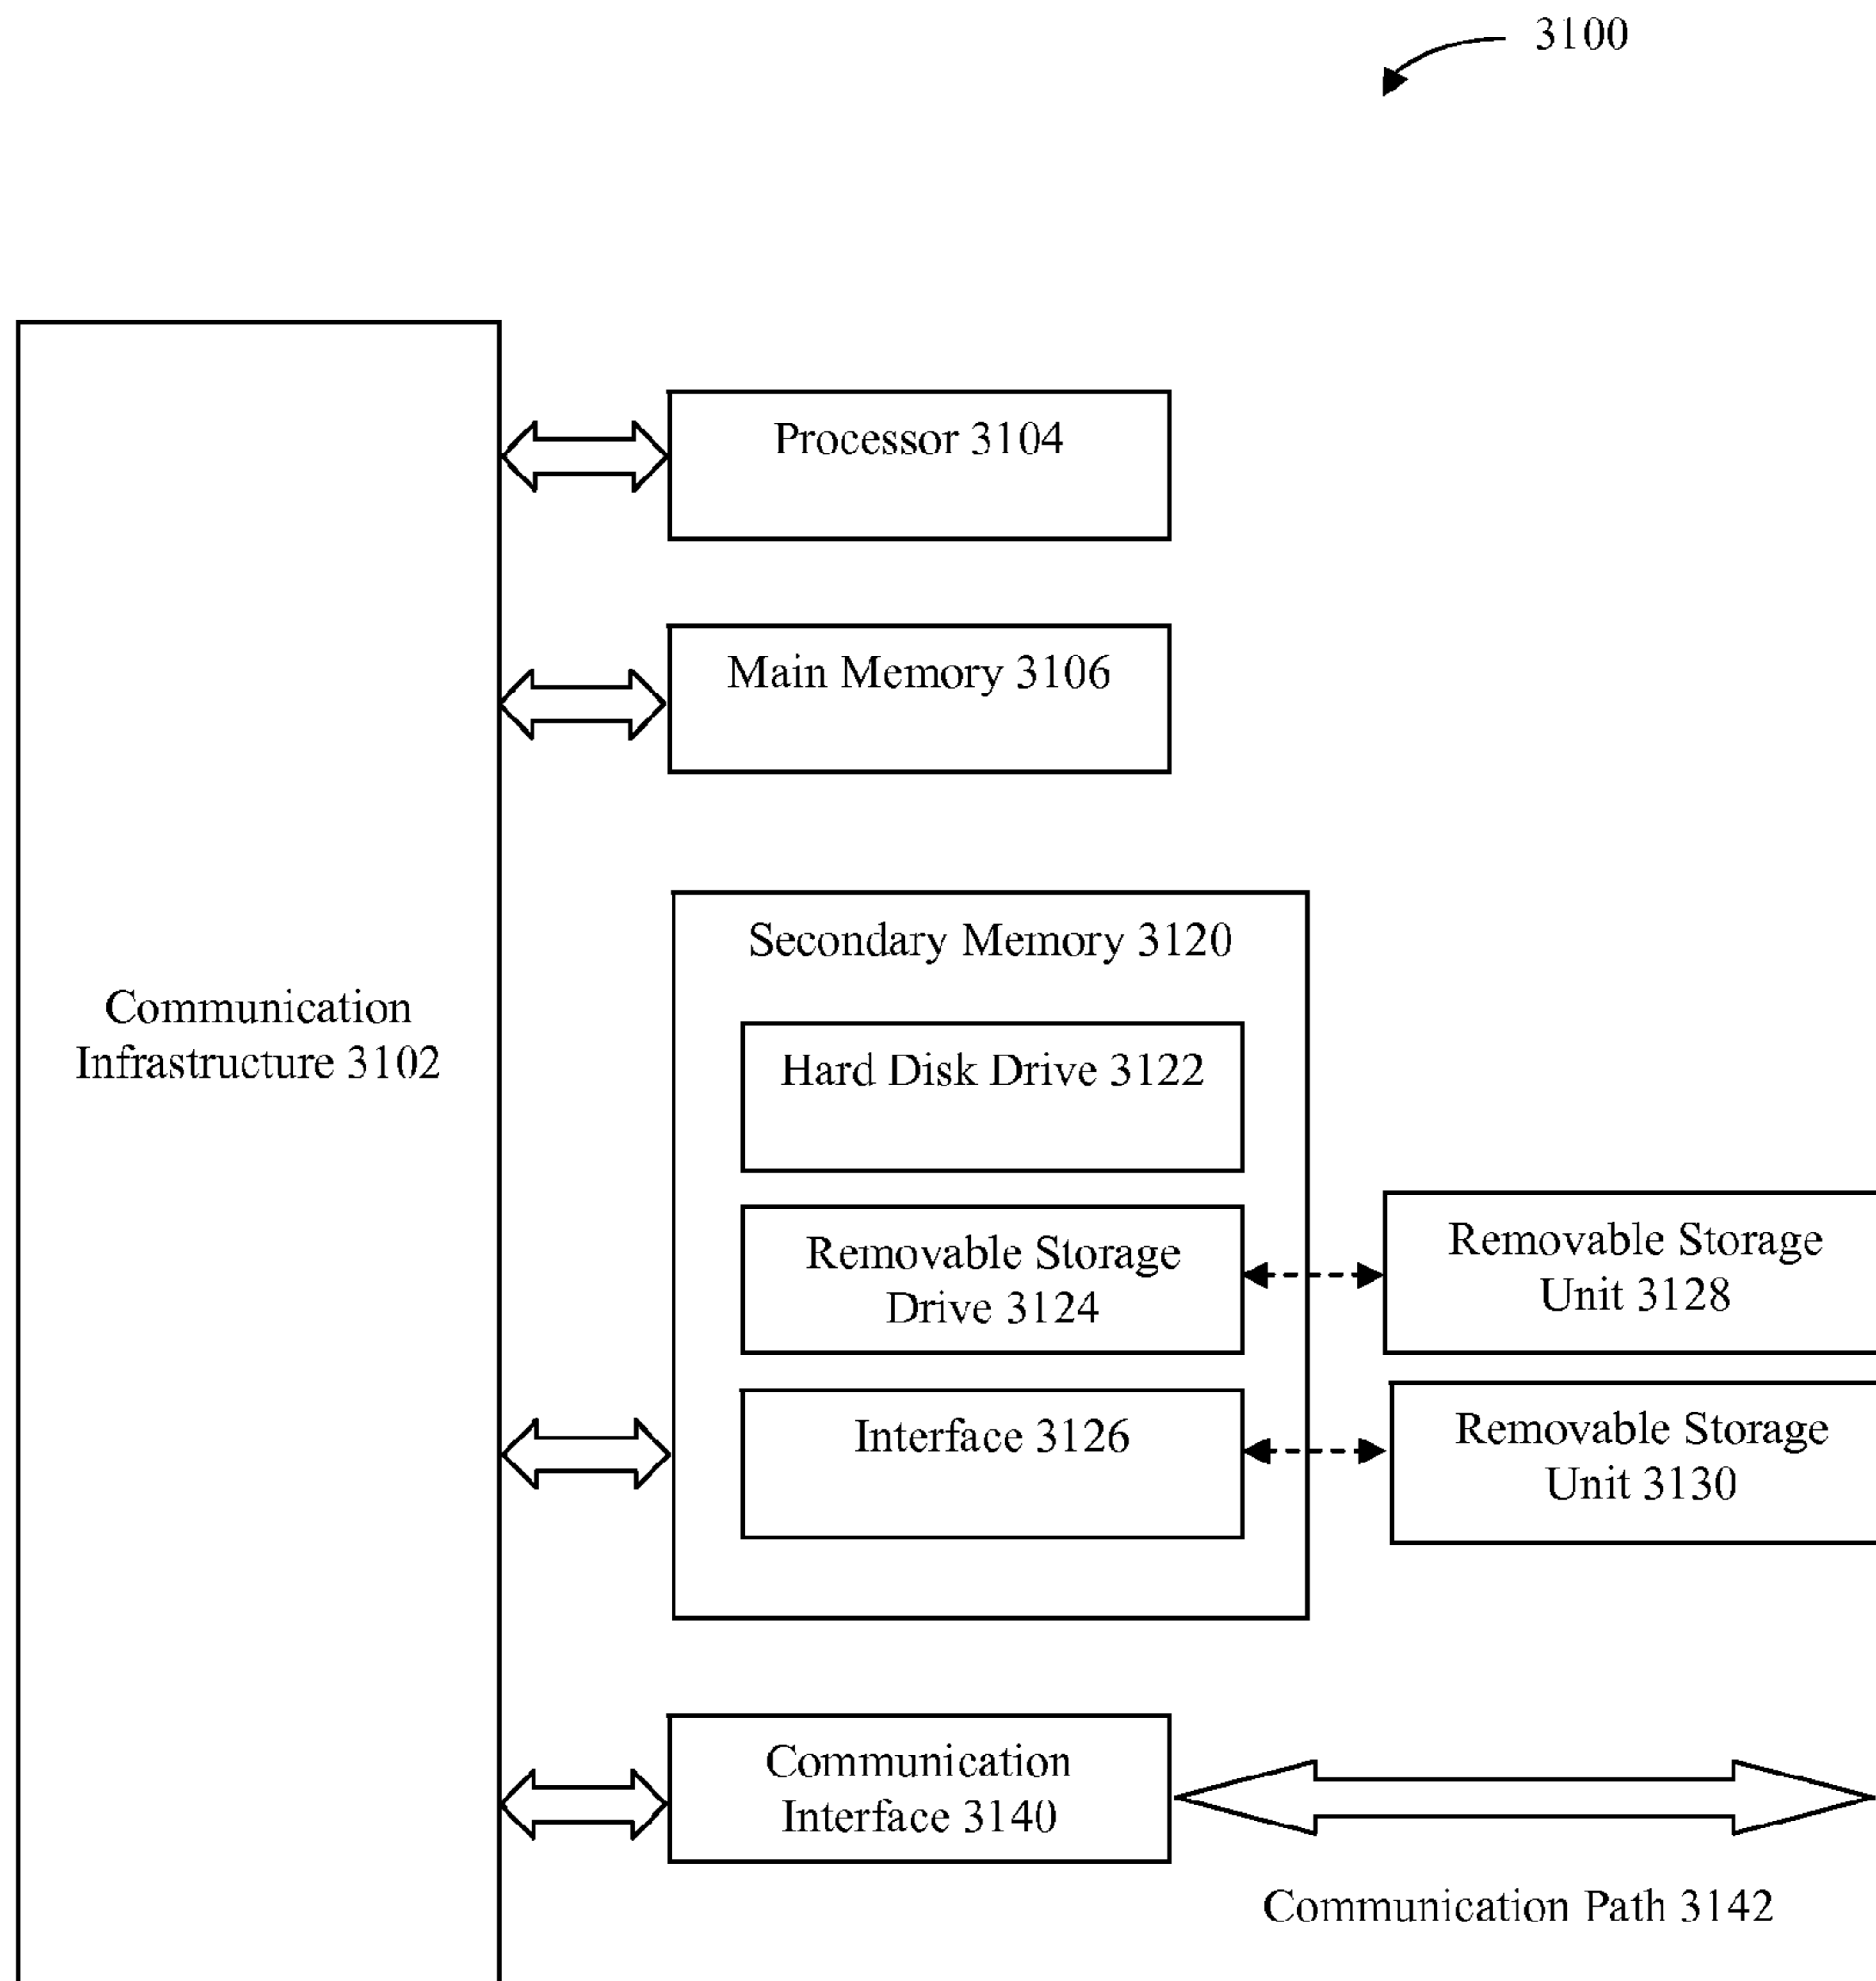 3100
Processor 3104
Main Memory 3106
Secondary Memory 3120
Communication
Infrastructure 3102
Hard Disk Drive 3122
Removable Storage
Drive 3124
Removable Storage
Unit 3128
Interface 3126
Removable Storage
Unit 3130
Communication
Interface 3140
Communication Path 3142